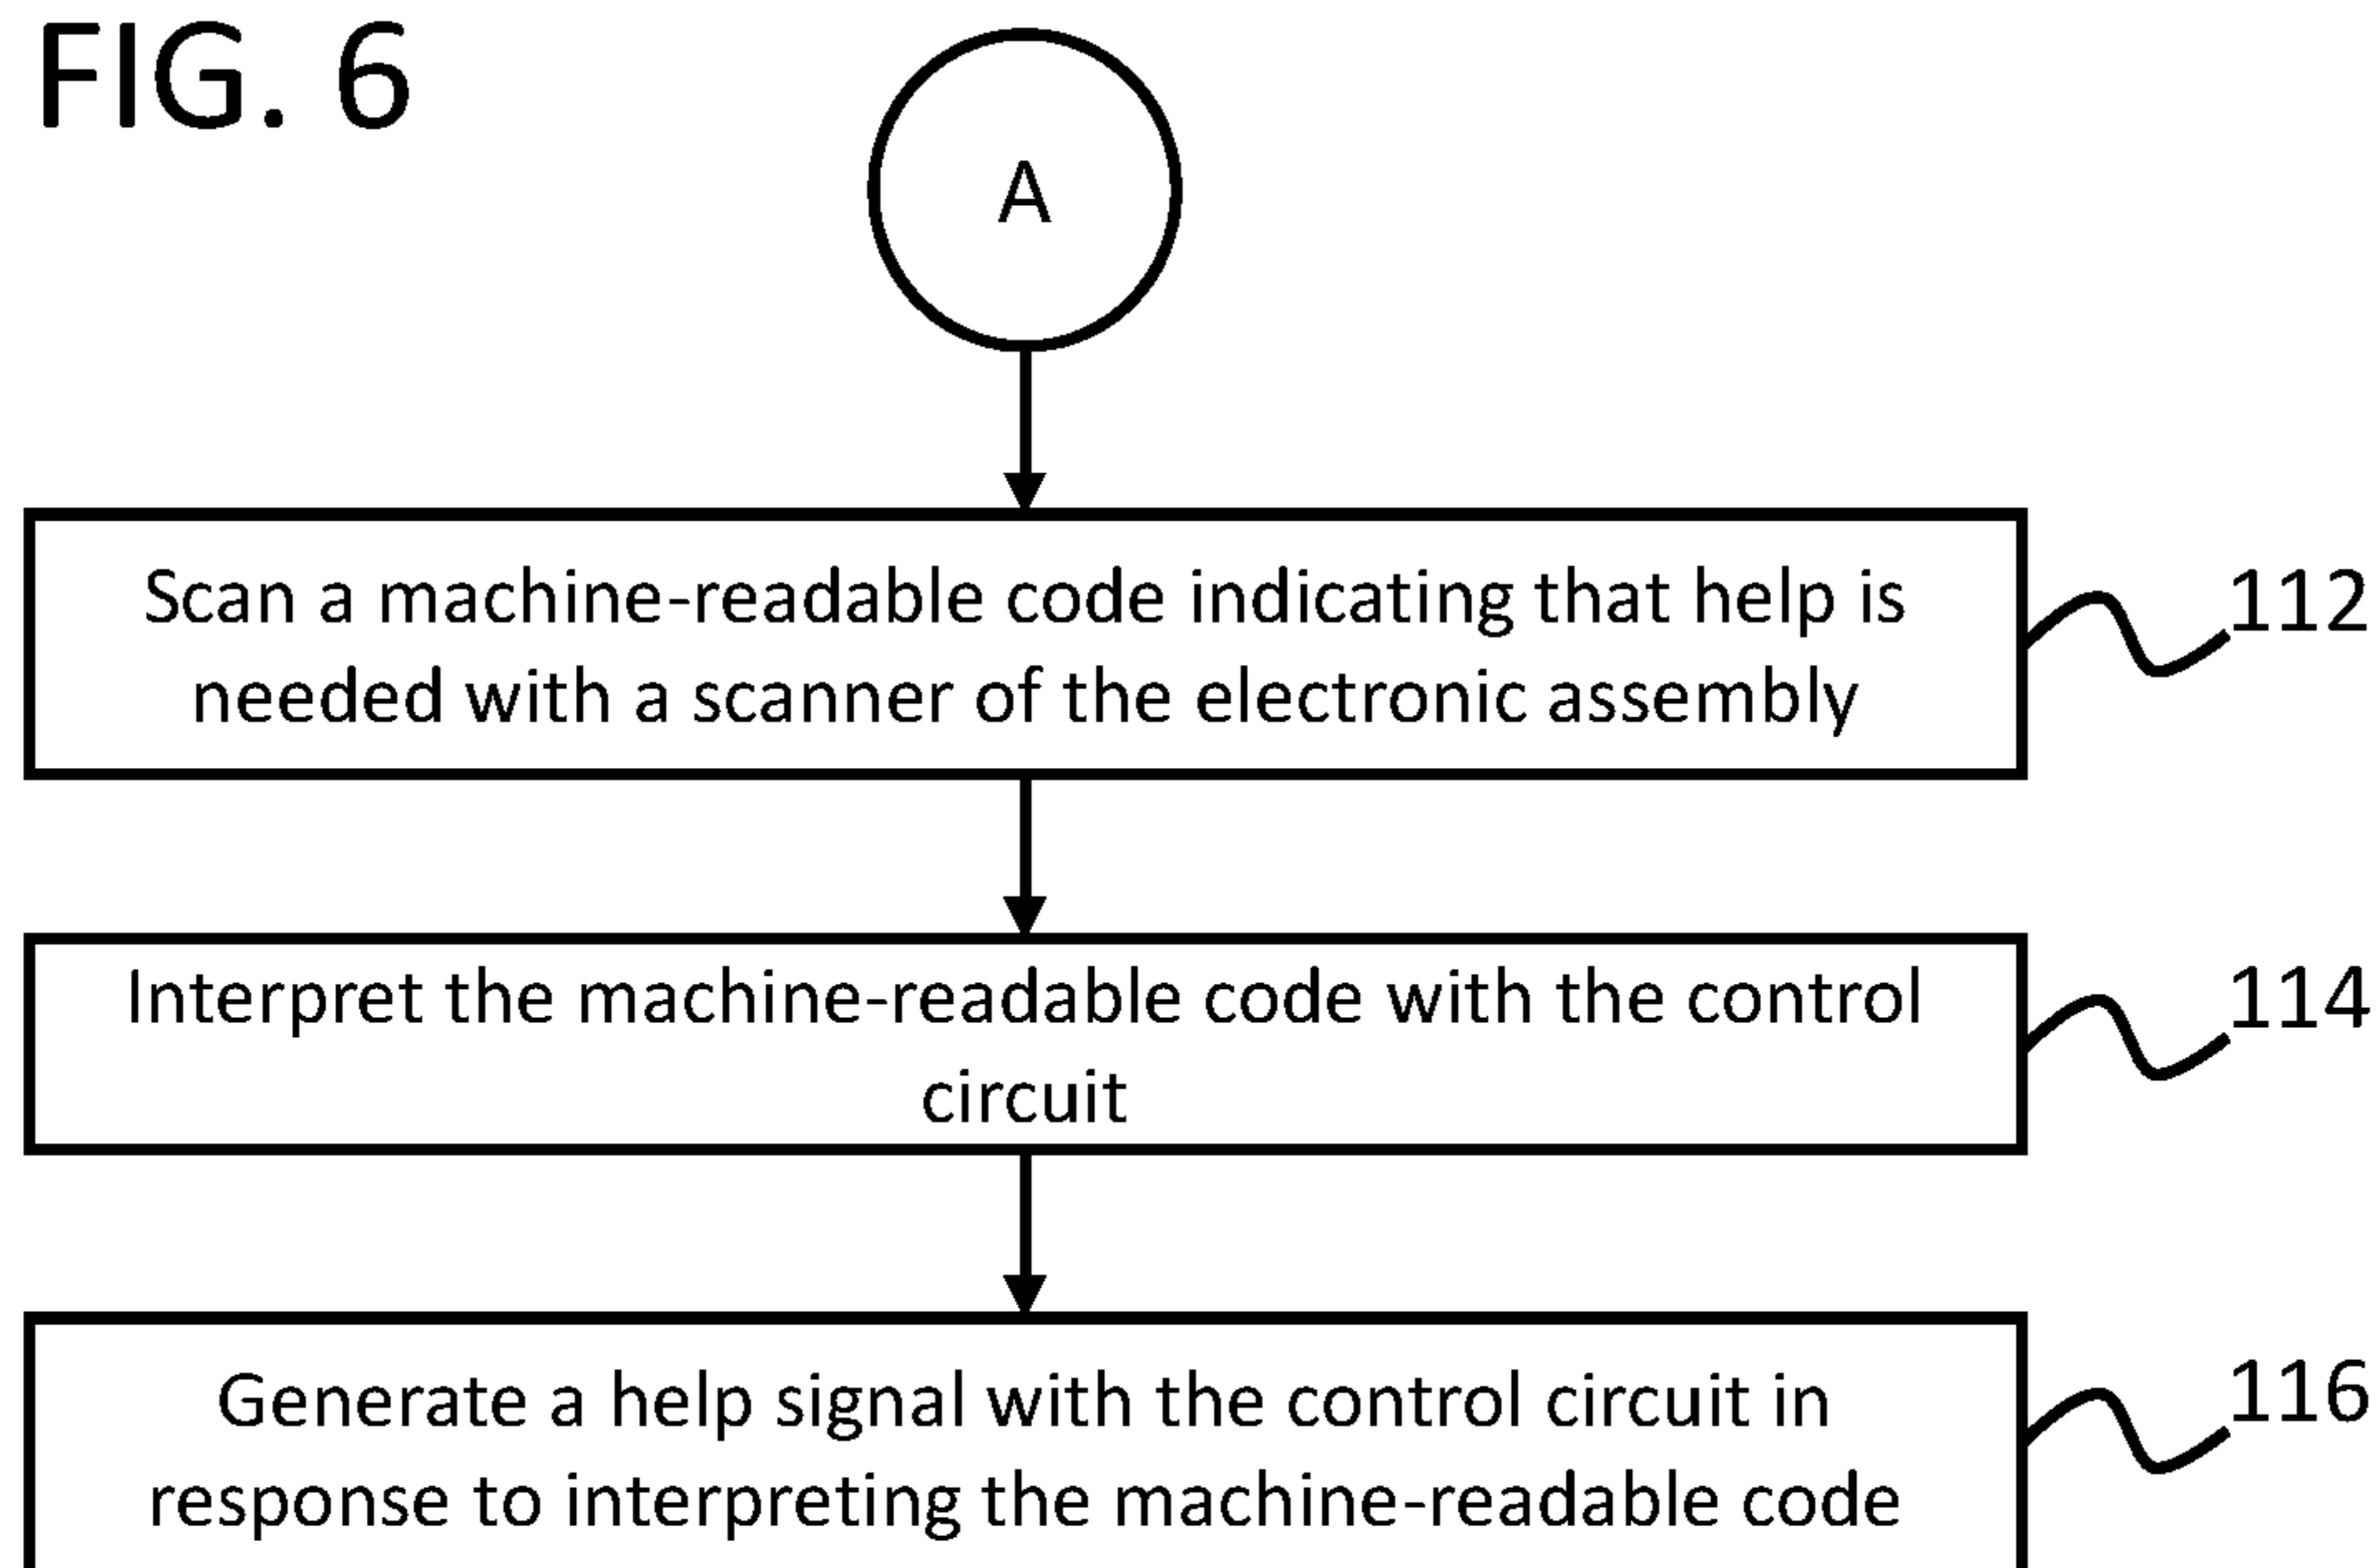 FIG. 6
A
Scan a machine-readable code indicating that help is
needed with a scanner of the electronic assembly
112
Interpret the machine-readable code with the control
circuit
114
Generate a help signal with the control circuit in
response to interpreting the machine-readable code
116